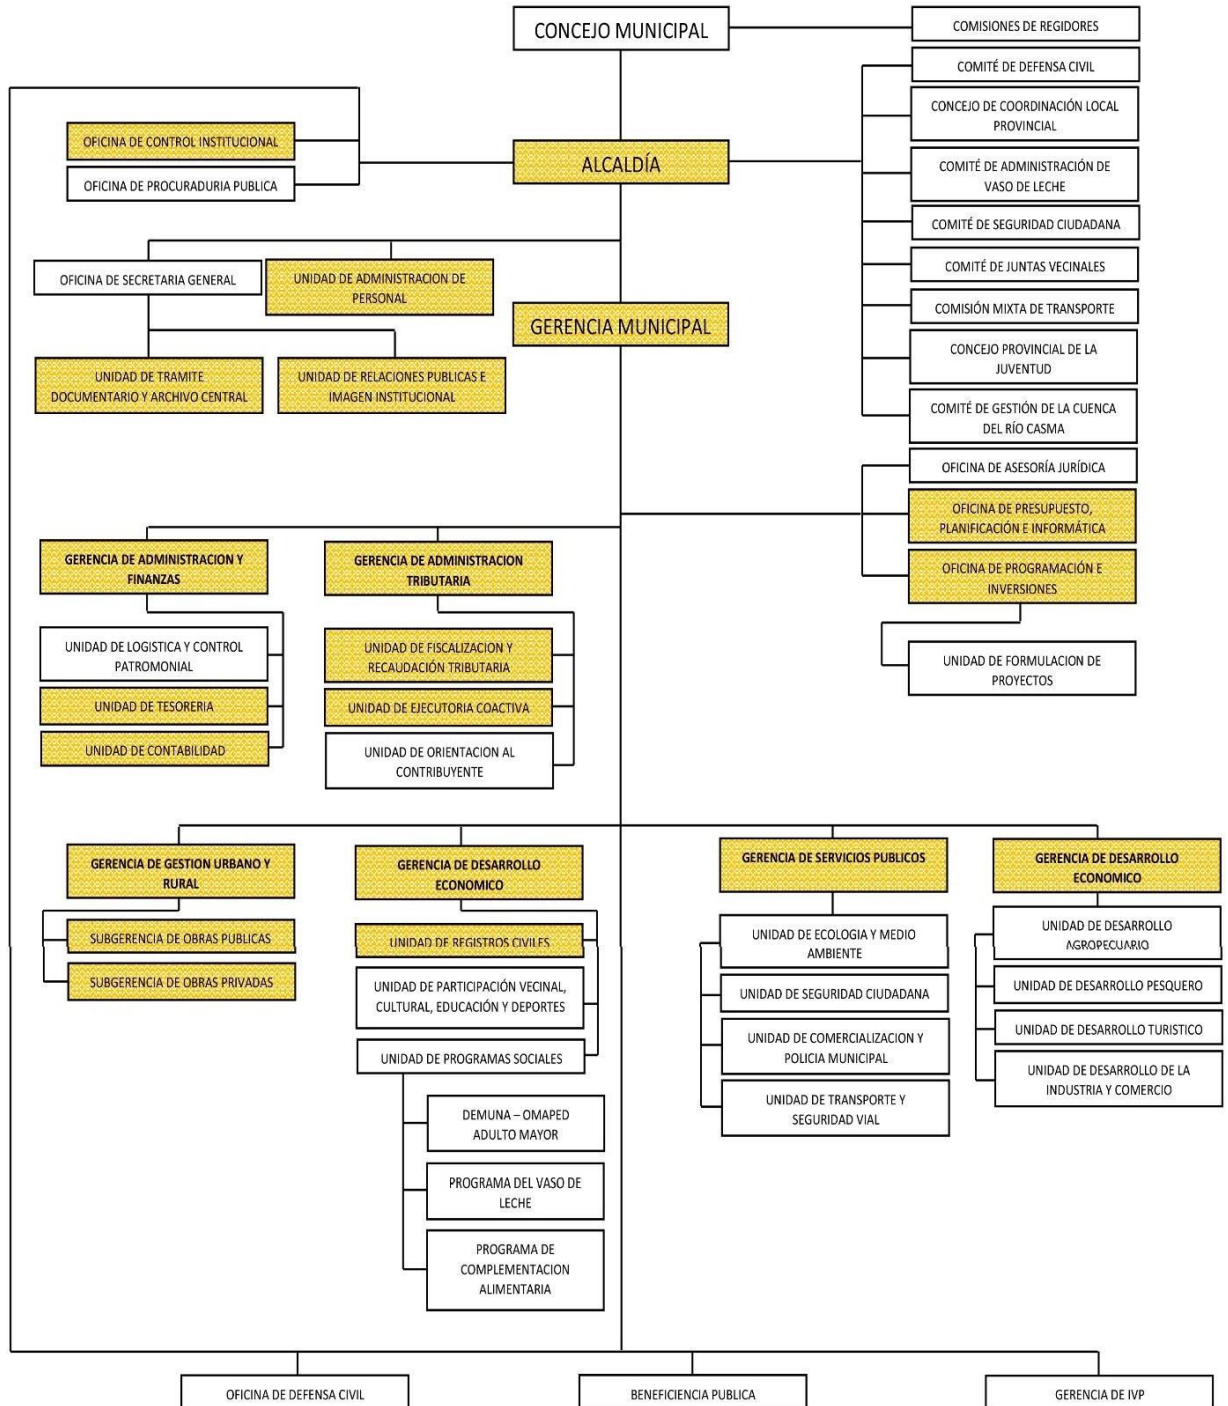 CONCEJO MUNICIPAL
COMISIONES DE REGIDORES
COMITÉ DE DEFENSA CIVIL
CONCEJO DE COORDINACIÓN LOCAL
PROVINCIAL
OFICINA DE CONTROL INSTITUCIONAL
ALCALDÍA
COMITÉ DE ADMINISTRACIÓN DE
VASO DE LECHE
OFICINA DE PROCURADURIA PUBLICA
COMITÉ DE SEGURIDAD CIUDADANA
COMITÉ DE JUNTAS VECINALES
COMISIÓN MIXTA DE TRANSPORTE
CONCEJO PROVINCIAL DE LA
JUVENTUD
COMITÉ DE GESTIÓN DE LA CUENCA
DEL RÍO CASMA
OFICINA DE SECRETARIA GENERAL
UNIDAD DE ADMINISTRACION DE
PERSONAL
GERENCIA MUNICIPAL
UNIDAD DE TRAMITE
DOCUMENTARIO Y ARCHIVO CENTRAL
UNIDAD DE RELACIONES PUBLICAS E
IMAGEN INSTITUCIONAL
OFICINA DE ASESORÍA JURÍDICA
OFICINA DE PRESUPUESTO,
PLANIFICACIÓN E INFORMÁTICA
OFICINA DE PROGRAMACIÓN E
INVERSIONES
UNIDAD DE FORMULACION DE
PROYECTOS
GERENCIA DE ADMINISTRACION Y
FINANZAS
UNIDAD DE LOGISTICA Y CONTROL
PATROMONIAL
UNIDAD DE TESORERIA
UNIDAD DE CONTABILIDAD
GERENCIA DE ADMINISTRACION
TRIBUTARIA
UNIDAD DE FISCALIZACION Y
RECAUDACIÓN TRIBUTARIA
UNIDAD DE EJECUTORIA COACTIVA
UNIDAD DE ORIENTACION AL
CONTRIBUYENTE
GERENCIA DE GESTION URBANO Y
RURAL
SUBGERENCIA DE OBRAS PUBLICAS
SUBGERENCIA DE OBRAS PRIVADAS
GERENCIA DE DESARROLLO
ECONOMICO
UNIDAD DE REGISTROS CIVILES
UNIDAD DE PARTICIPACIÓN VECINAL,
CULTURAL, EDUCACIÓN Y DEPORTES
UNIDAD DE PROGRAMAS SOCIALES
DEMUNA – OMAPED
ADULTO MAYOR
PROGRAMA DEL VASO DE
LECHE
PROGRAMA DE
COMPLEMENTACION
ALIMENTARIA
GERENCIA DE SERVICIOS PUBLICOS
UNIDAD DE ECOLOGIA Y MEDIO
AMBIENTE
UNIDAD DE SEGURIDAD CIUDADANA
UNIDAD DE COMERCIALIZACION Y
POLICIA MUNICIPAL
UNIDAD DE TRANSPORTE Y
SEGURIDAD VIAL
GERENCIA DE DESARROLLO
ECONOMICO
UNIDAD DE DESARROLLO
AGROPECUARIO
UNIDAD DE DESARROLLO PESQUERO
UNIDAD DE DESARROLLO TURISTICO
UNIDAD DE DESARROLLO DE LA
INDUSTRIA Y COMERCIO
OFICINA DE DEFENSA CIVIL
BENEFICIENCIA PUBLICA
GERENCIA DE IVP